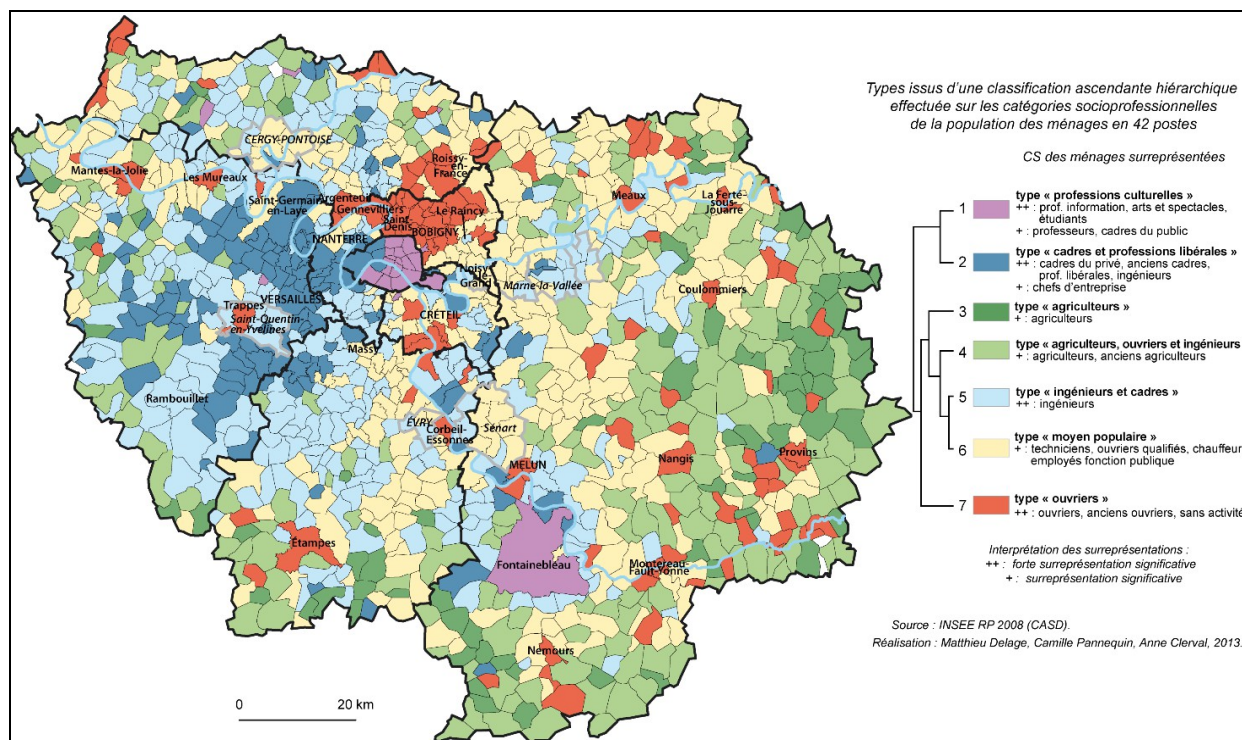 CERGY-PONTOISE
Mantes-la-Jolie
Les Mureaux
Roissy-
en-
France
Saint-Germain-
en-Laye
Argenteuil
Gennevilliers
Saint-
Denis
Le Raincy
BOBIGNY
NANTERRE
Meaux
La Ferté-
sous-
Jouarre
Noisy-
le-
Grand
Marne-la-Vallée
VERSAILLES
Trappes
Saint-Quentin-
en-Yvelines
CRÉTEIL
Coulommiers
Massy
Rambouillet
ÉVRY
Corbeil-
Essonnes
Sénart
MELUN
Nangis
Provins
Étampes
Fontainebléau
Montereau-
Fault-Yonne
Nemours
0
20 km
Types issus d'une classification ascendante hiérarchique
effectuée sur les catégories socioprofessionnelles
de la population des ménages en 42 postes
CS des ménages surreprésentées
1
type « professions culturelles »
++ : prof. information, arts et spectacles,
étudiants
+ : professeurs, cadres du public
2
type « cadres et professions libérales »
++ : cadres du privé, anciens cadres,
prof. libérales, ingénieurs
+ : chefs d'entreprise
3
type « agriculteurs »
+ : agriculteurs
4
type « agriculteurs, ouvriers et ingénieurs
+ : agriculteurs, anciens agriculteurs
5
type « ingénieurs et cadres »
++ : ingénieurs
6
type « moyen populaire »
+ : techniciens, ouvriers qualifiés, chauffeur
employés fonction publique
7
type « ouvriers »
++ : ouvriers, anciens ouvriers, sans activité
Interprétation des surreprésentations :
++ : forte surreprésentation significative
+ : surreprésentation significative
Source : INSEE RP 2008 (CASD).
Réalisation : Matthieu Delage, Camille Pannequin, Anne Clerval, 2013.